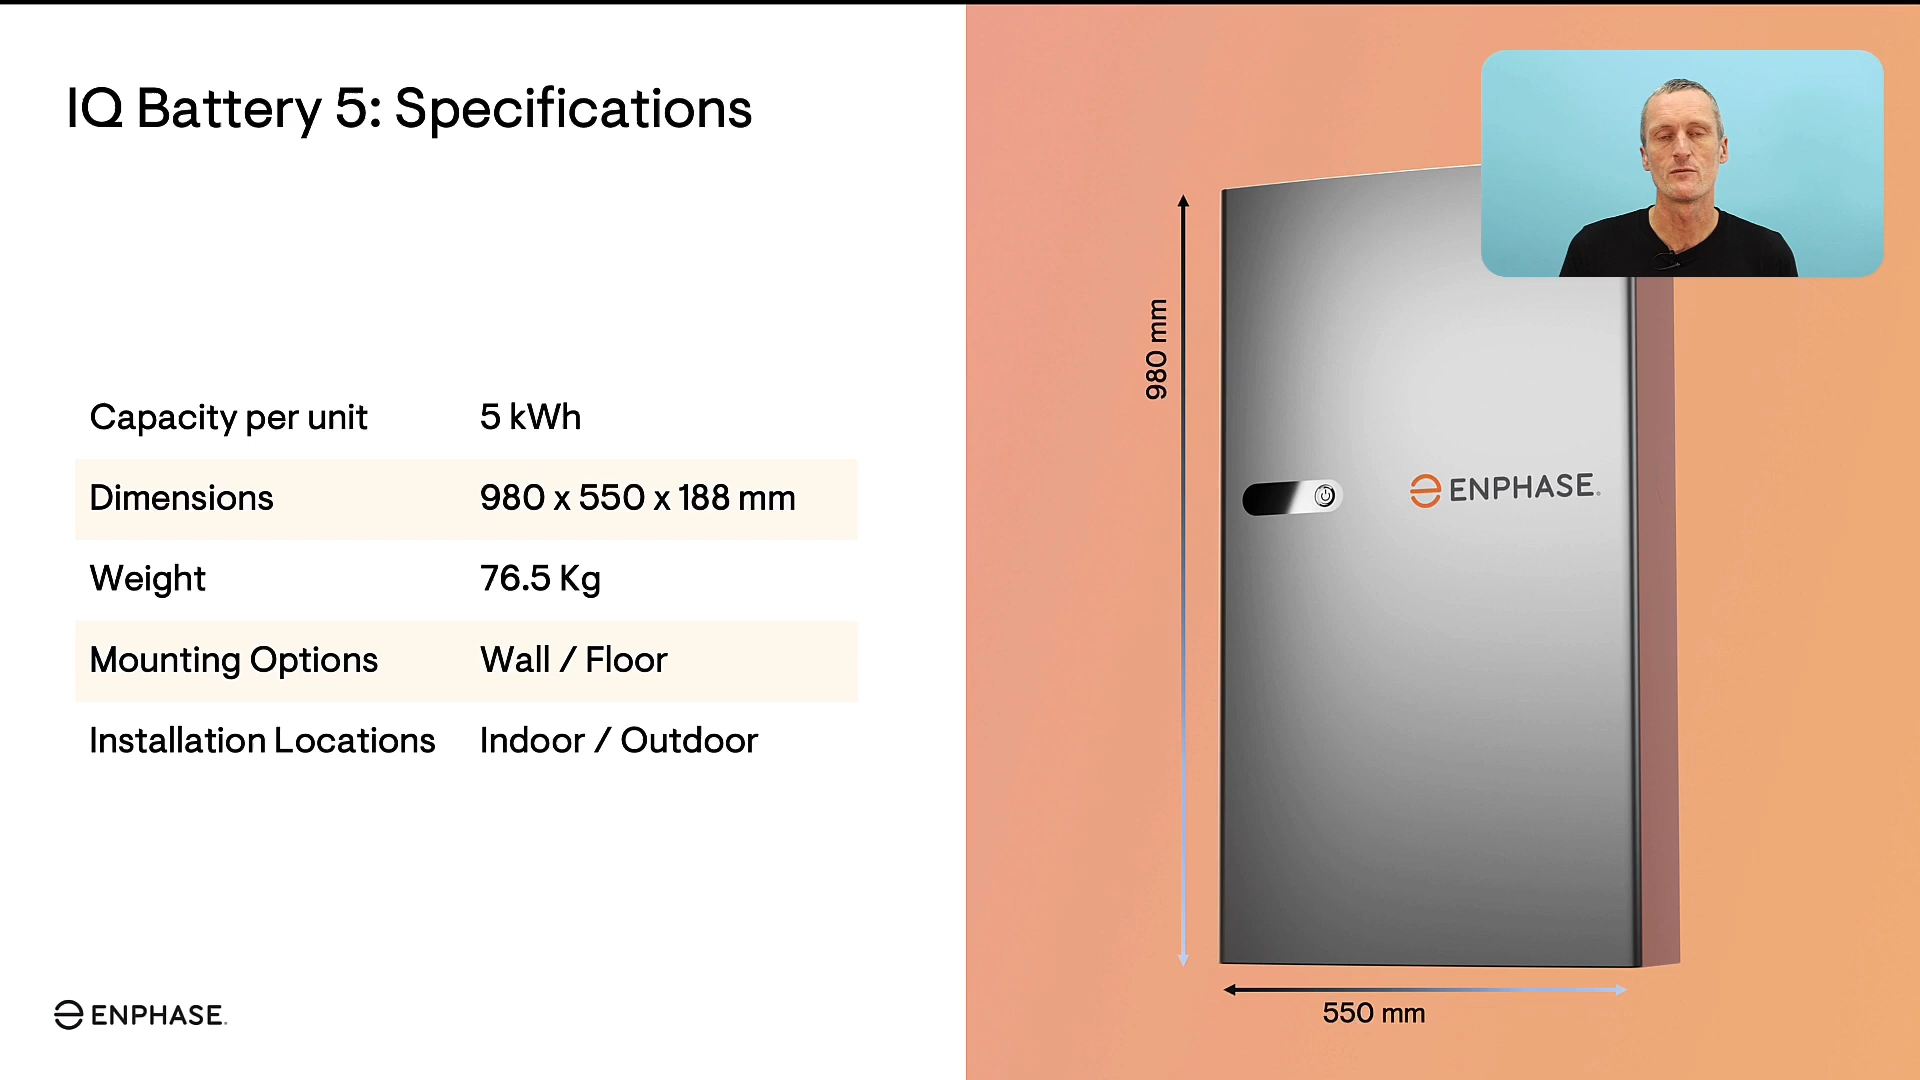 IQ Battery 5: Specifications
Capacity per unit 5 kWh
Dimensions 980 x 550 x 188 mm
Weight 76.5 Kg
Mounting Options Wall / Floor
Installation Locations Indoor / Outdoor
ENPHASE.
980 mm
ENPHASE.
550 mm